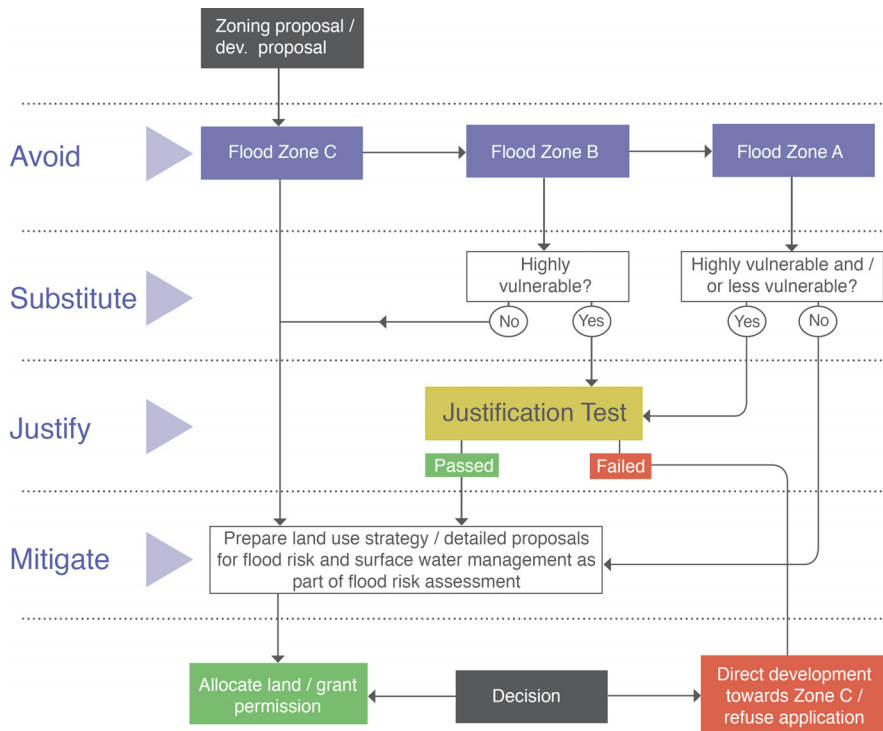 Zoning proposal /
dev. proposal
Avoid
Flood Zone C
Flood Zone B
Flood Zone A
Substitute
Highly
vulnerable?
No
Yes
Highly vulnerable and /
or less vulnerable?
Yes
No
Justify
Justification Test
Passed
Failed
Mitigate
Prepare land use strategy / detailed proposals
for flood risk and surface water management as
part of flood risk assessment
Allocate land / grant
permission
Decision
Direct development
towards Zone C /
refuse application